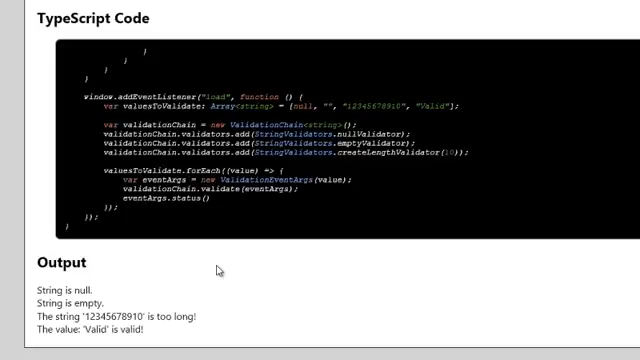 TypeScript Code
}
}
}
}
window.addEventListener("load", function () {
var valuesToValidate: Array<string> = [null, "", "12345678910", "Valid"];
var validationChain = new ValidationChain<string>();
validationChain.validators.add(StringValidators.nullValidator);
validationChain.validators.add(StringValidators.emptyValidator);
validationChain.validators.add(StringValidators.createLengthValidator(10));
valuesToValidate.forEach((value) => {
var eventArgs = new ValidationEventArgs(value);
validationChain.validate(eventArgs);
eventArgs.status()
});
});
}
Output
String is null.
String is empty.
The string '12345678910' is too long!
The value: 'Valid' is valid!